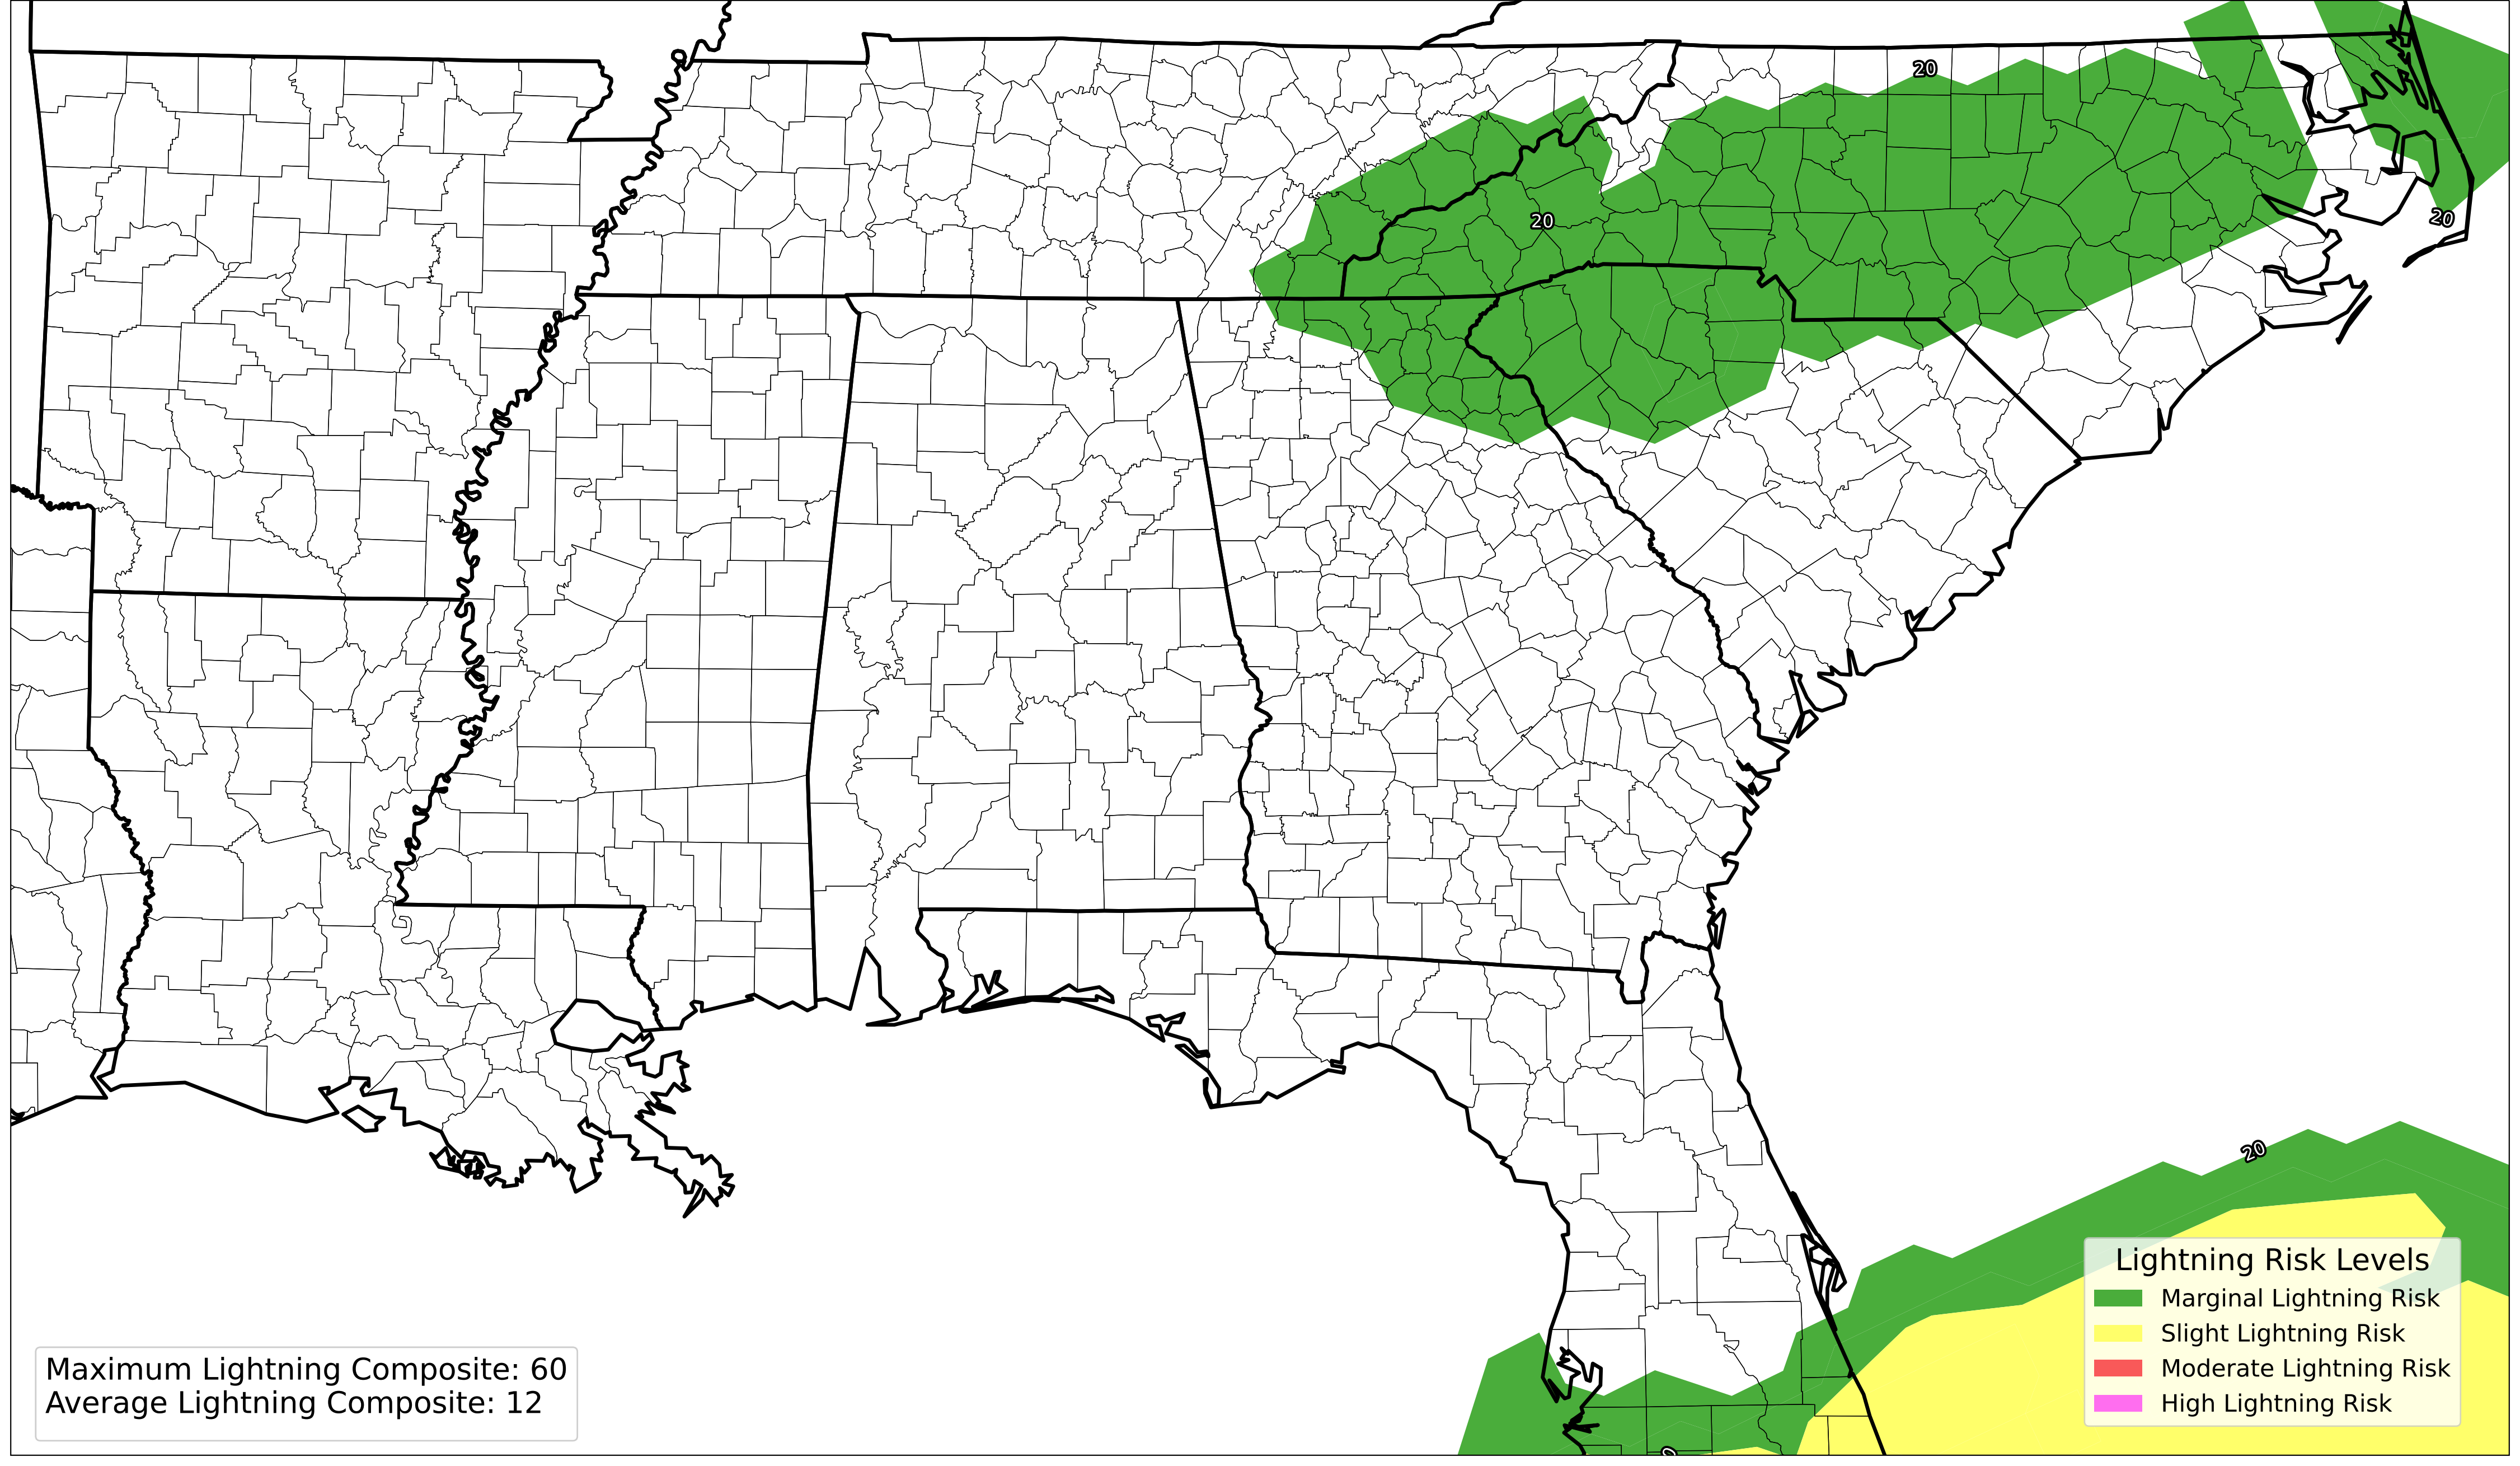 20
20
20
20
Lightning Risk Levels
Marginal Lightning Risk
Slight Lightning Risk
Moderate Lightning Risk
High Lightning Risk
Maximum Lightning Composite: 60
Average Lightning Composite: 12